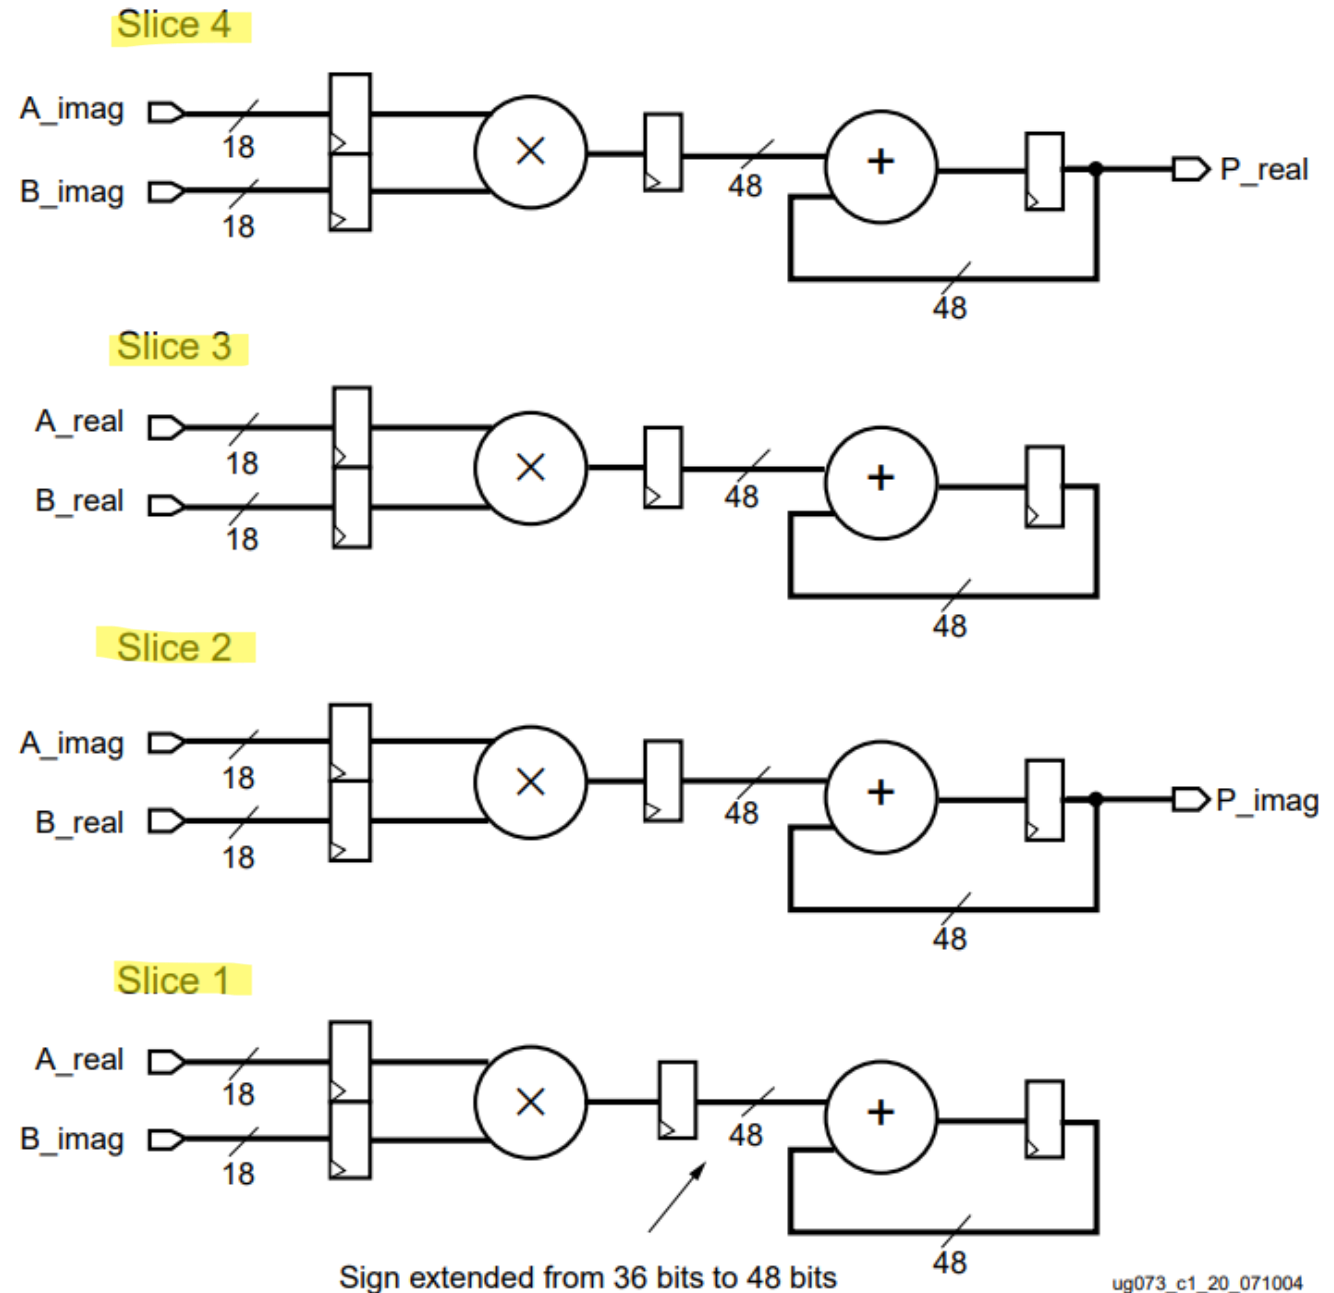 Slice 4
A_imag
18
B_imag
18
×
48
+
48
P_real
Slice 3
A_real
18
B_real
18
×
48
+
48
Slice 2
A_imag
18
B_real
18
×
48
+
48
P_imag
Slice 1
A_real
18
B_imag
18
×
48
+
48
Sign extended from 36 bits to 48 bits
ug073_c1_20_071004